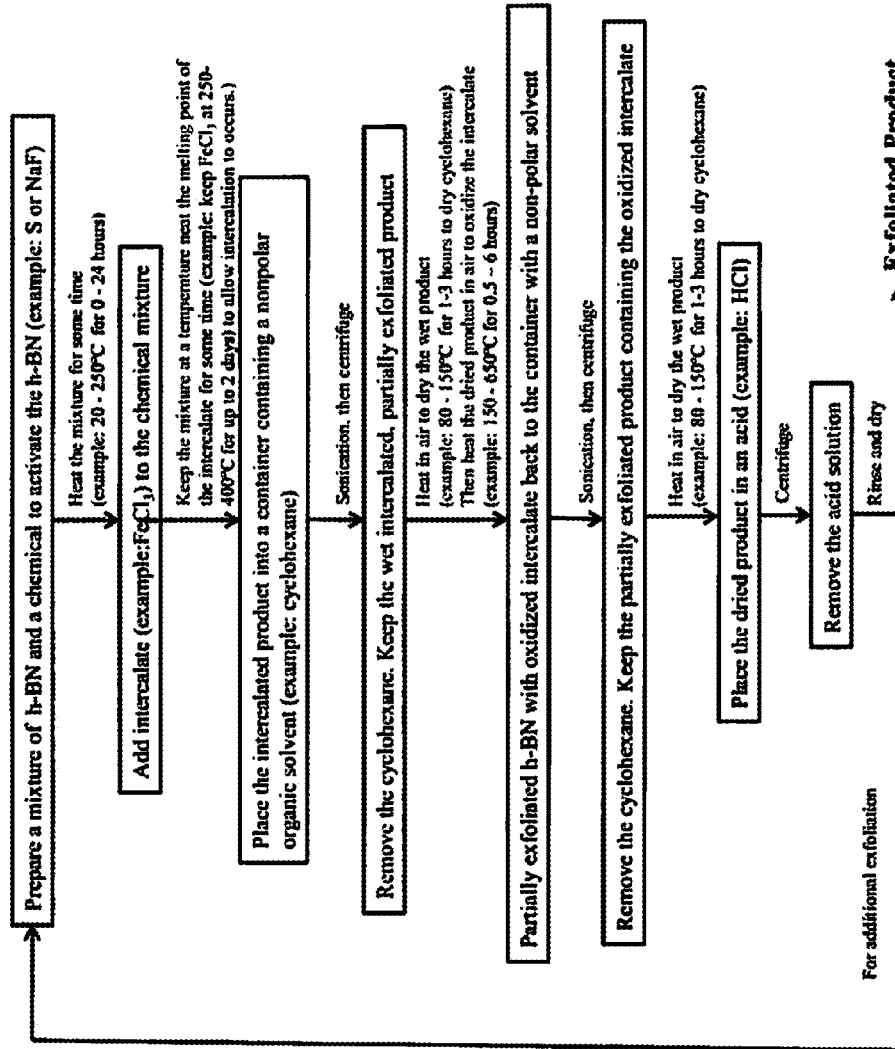 Prepare a mixture of h-BN and a chemical to activate the h-BN (example: S or NaF)
Heat the mixture for some time
(example: 20 - 250°C for 0 - 24 hours)
Add intercalate (example:FeCl₃) to the chemical mixture
Keep the mixture at a temperature neat the melting point of
the intercalate for some time (example: keep FeCl, at 250-
400°C for up to 2 days) to allow intercalation to occurs.)
Place the intercalated product into a container containing a nonpolar
organic solvent (example: cyclohexane)
Sonication, then centrifuge
Remove the cyclohexane. Keep the wet intercalated, partially exfoliated product
Heat in air to dry the wet product
(example: 80 - 150°C for 1-3 hours to dry cyclohexane)
Then heat the dried product in air to oxidize the intercalate
(example: 150 - 650°C for 0.5 - 6 hours)
Partially exfoliated h-BN with oxidized intercalate back to the container with a non-polar solvent
Sonication, then centrifuge
Remove the cyclohexane. Keep the partially exfoliated product containing the oxidized intercalate
Heat in air to dry the wet product
(example: 80 - 150°C for 1-3 hours to dry cyclohexane)
Place the dried product in an acid (example: HCl)
Centrifuge
Remove the acid solution
Rinse and dry
For additional exfoliation
Exfoliated Product